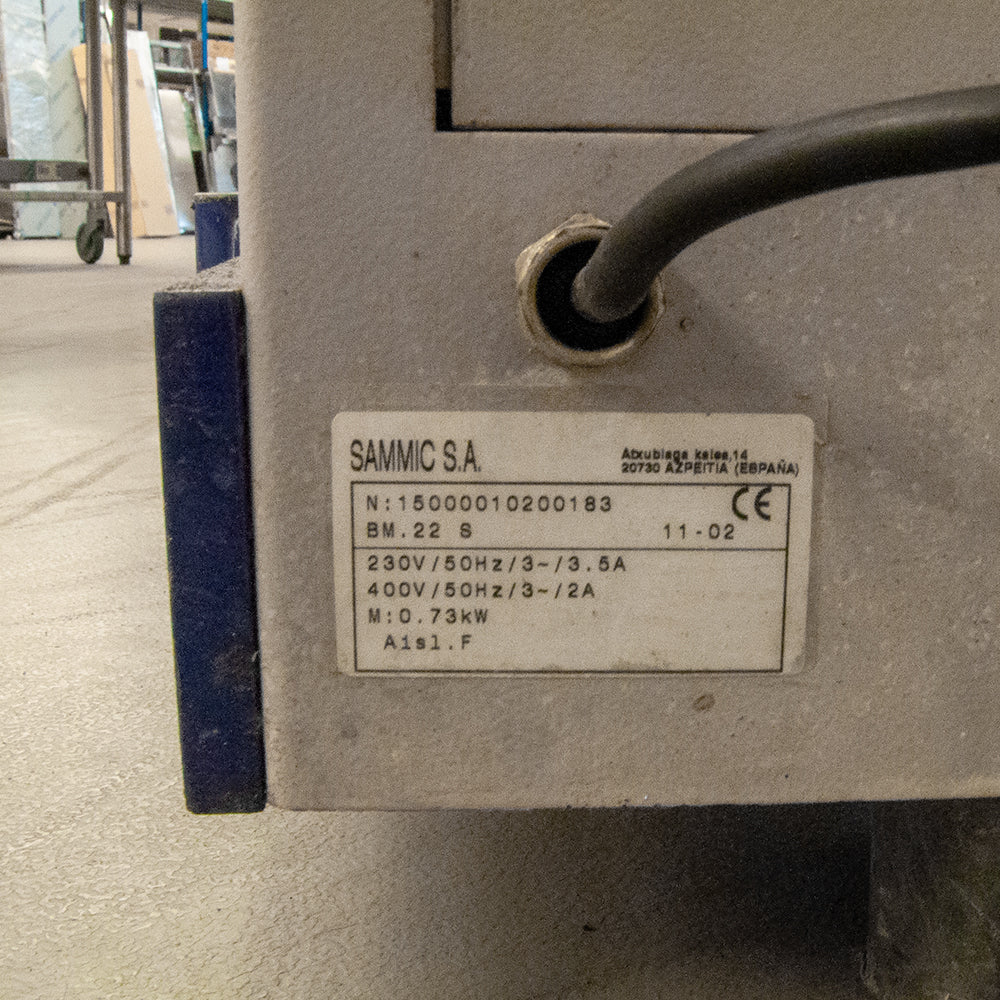 SAMMIC S.A.
Atxubiaga kalea,14
20730 AZPEITIA (ESPAÑA)
N:15000010200183
CE
BM.22 S 11-02
230V/50Hz/3~/3.5A
400V/50Hz/3~/2A
M:0.73kW
Aisl.F